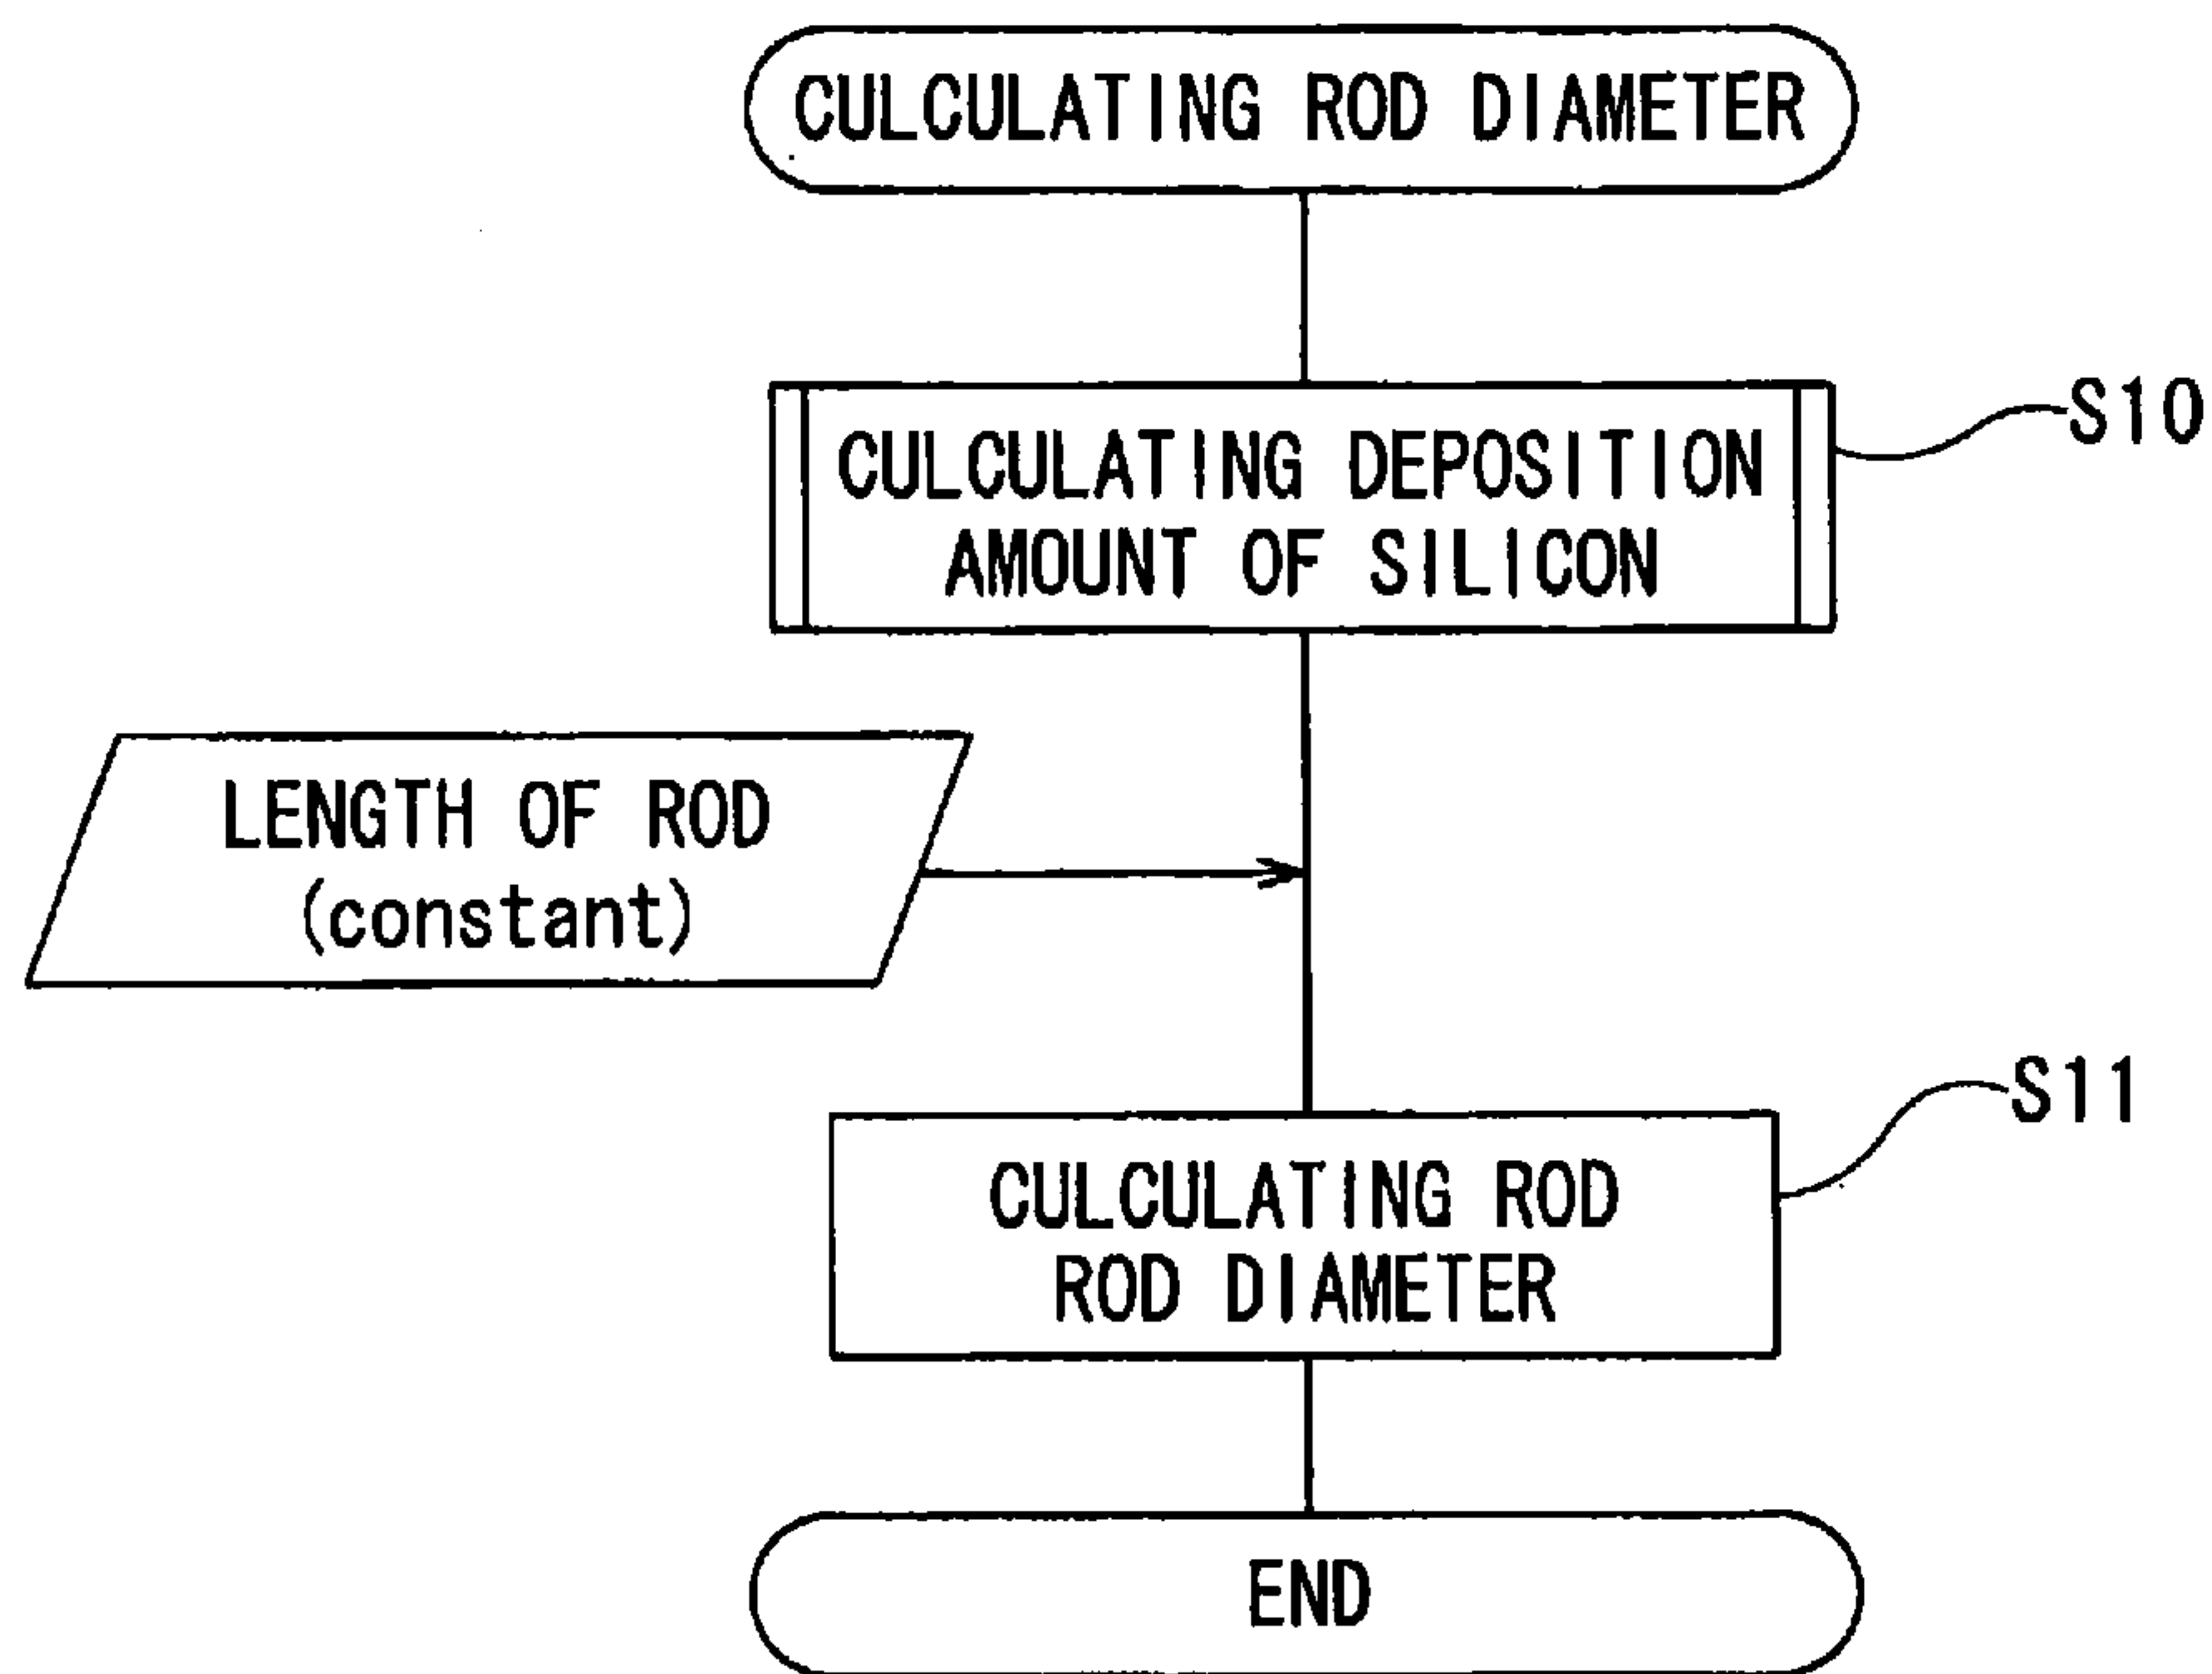 CULCULATING ROD DIAMETER
S10
CULCULATING DEPOSITION
AMOUNT OF SILICON
LENGTH OF ROD
(constant)
S11
CULCULATING ROD
ROD DIAMETER
END